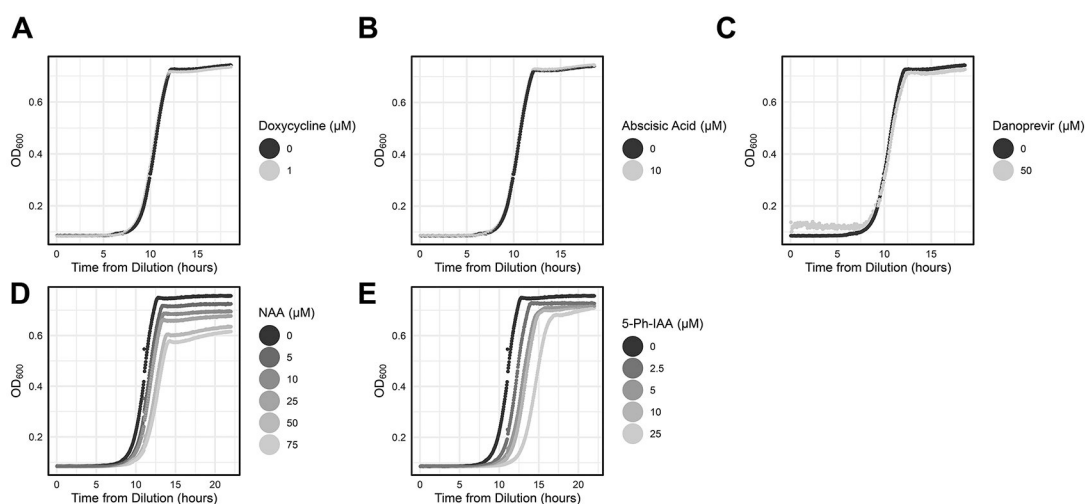 A
B
C
0.6
0.4
0.2
OD600
0
5
10
15
Time from Dilution (hours)
Doxycycline (µM)
0
1
0.6
0.4
0.2
OD600
0
5
10
15
Time from Dilution (hours)
Abscisic Acid (µM)
0
10
0.6
0.4
0.2
OD600
0
5
10
15
Time from Dilution (hours)
Danoprevir (µM)
0
50
D
E
0.6
0.4
0.2
OD600
0
5
10
15
20
Time from Dilution (hours)
NAA (µM)
0
5
10
25
50
75
0.6
0.4
0.2
OD600
0
5
10
15
20
Time from Dilution (hours)
5-Ph-IAA (µM)
0
2.5
5
10
25